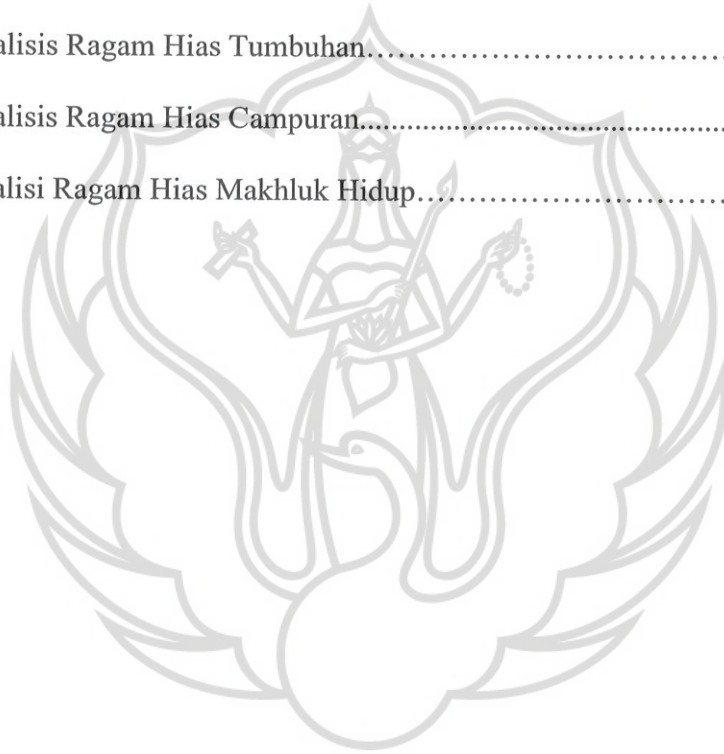 alisis Ragam Hias Tumbuhan....................................
alisis Ragam Hias Campuran....................................................
alisi Ragam Hias Makhluk Hidup..............................